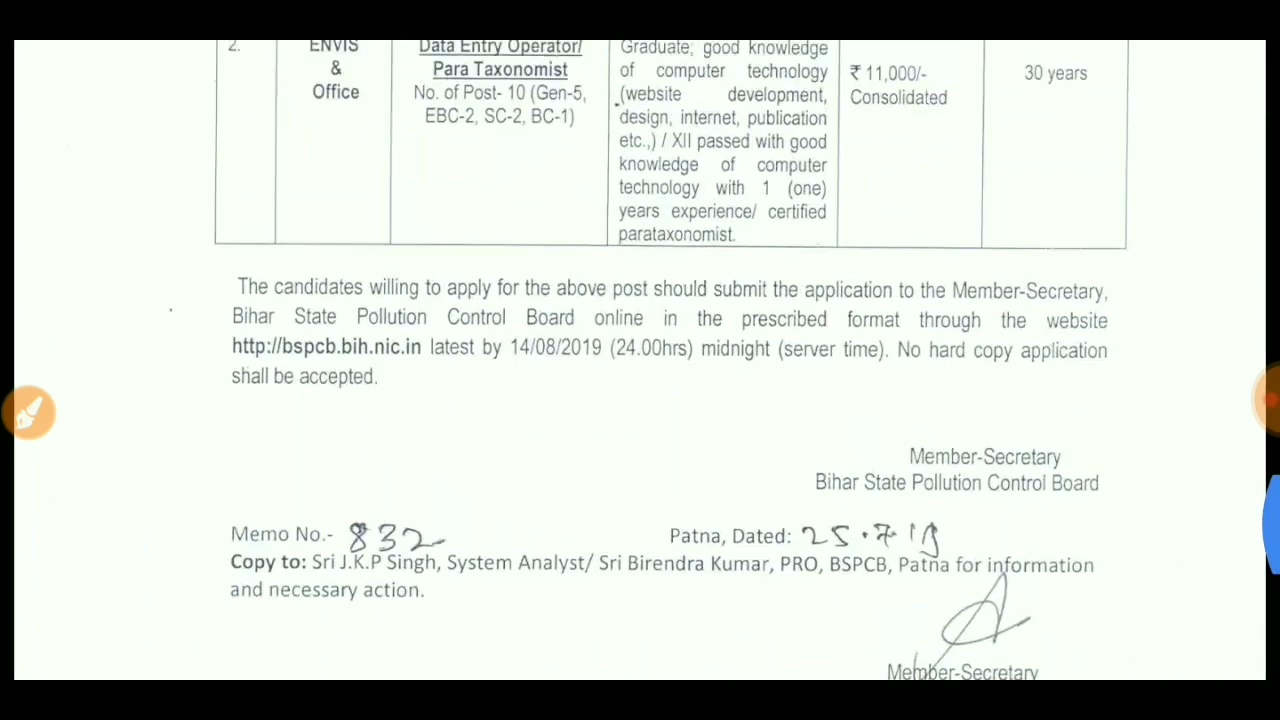 2.
ENVIS
&
Office
Data Entry Operator/
Para Taxonomist
No. of Post- 10 (Gen-5,
EBC-2, SC-2, BC-1)
Graduate; good knowledge
of computer technology
(website development,
design, internet, publication
etc.,) / XII passed with good
knowledge of computer
technology with 1 (one)
years experience/ certified
parataxonomist.
₹ 11,000/-
Consolidated
30 years
The candidates willing to apply for the above post should submit the application to the Member-Secretary,
Bihar State Pollution Control Board online in the prescribed format through the website
http://bspcb.bih.nic.in latest by 14/08/2019 (24.00hrs) midnight (server time). No hard copy application
shall be accepted.
Member-Secretary
Bihar State Pollution Control Board
Memo No.- 832 Patna, Dated: 25.7.19
Copy to: Sri J.K.P Singh, System Analyst/ Sri Birendra Kumar, PRO, BSPCB, Patna for information
and necessary action.
Member-Secretary